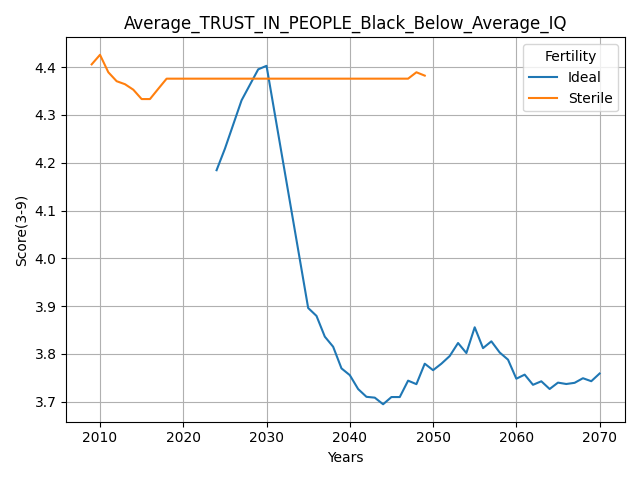 Average_TRUST_IN_PEOPLE_Black_Below_Average_IQ
Fertility
Ideal
Sterile
Score(3-9)
4.4
4.3
4.2
4.1
4.0
3.9
3.8
3.7
2010 2020 2030 2040 2050 2060 2070
Years